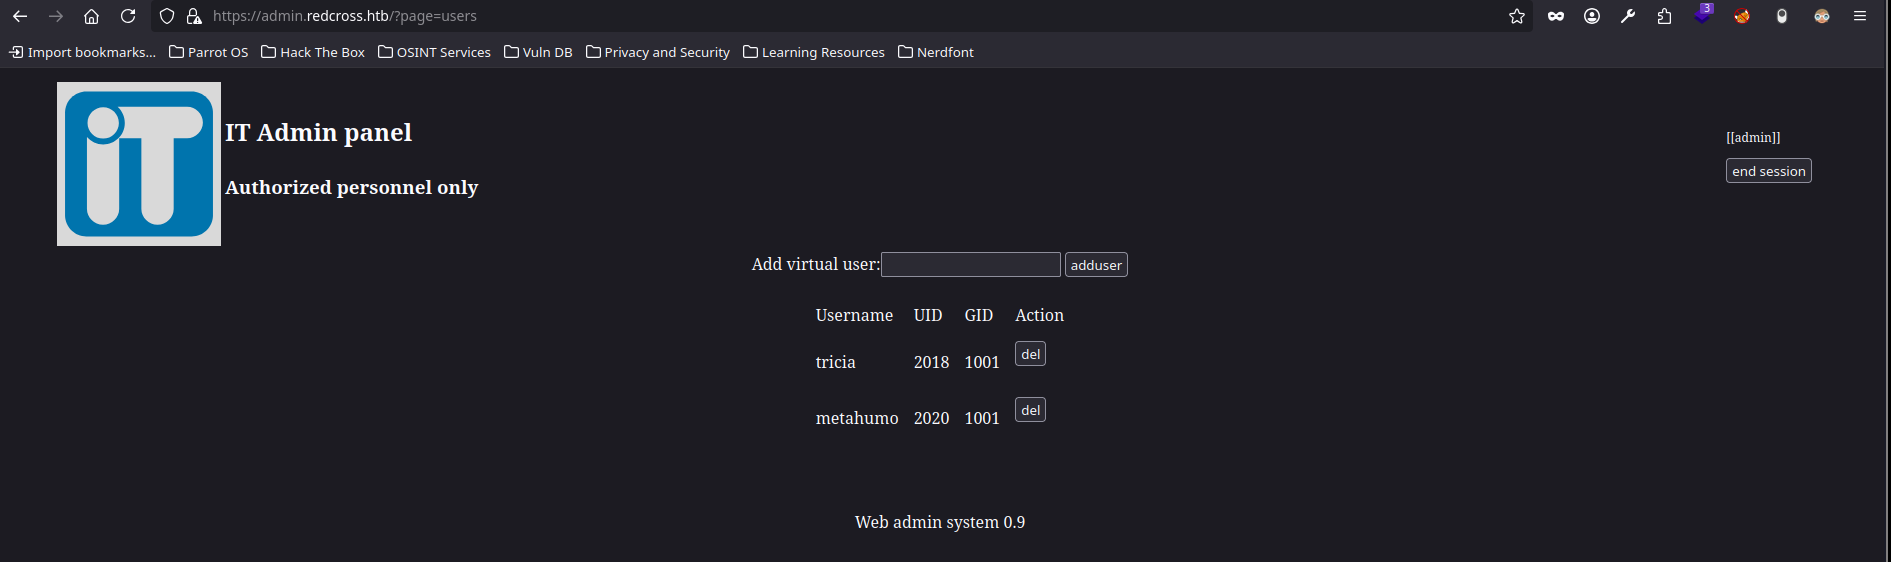 https://admin.redcross.htb/?page=users
3
Import bookmarks... Parrot OS Hack The Box OSINT Services Vuln DB Privacy and Security Learning Resources Nerdfont
iT
IT Admin panel
[[admin]]
Authorized personnel only
end session
Add virtual user: adduser
Username UID GID Action
tricia 2018 1001 del
metahumo 2020 1001 del
Web admin system 0.9